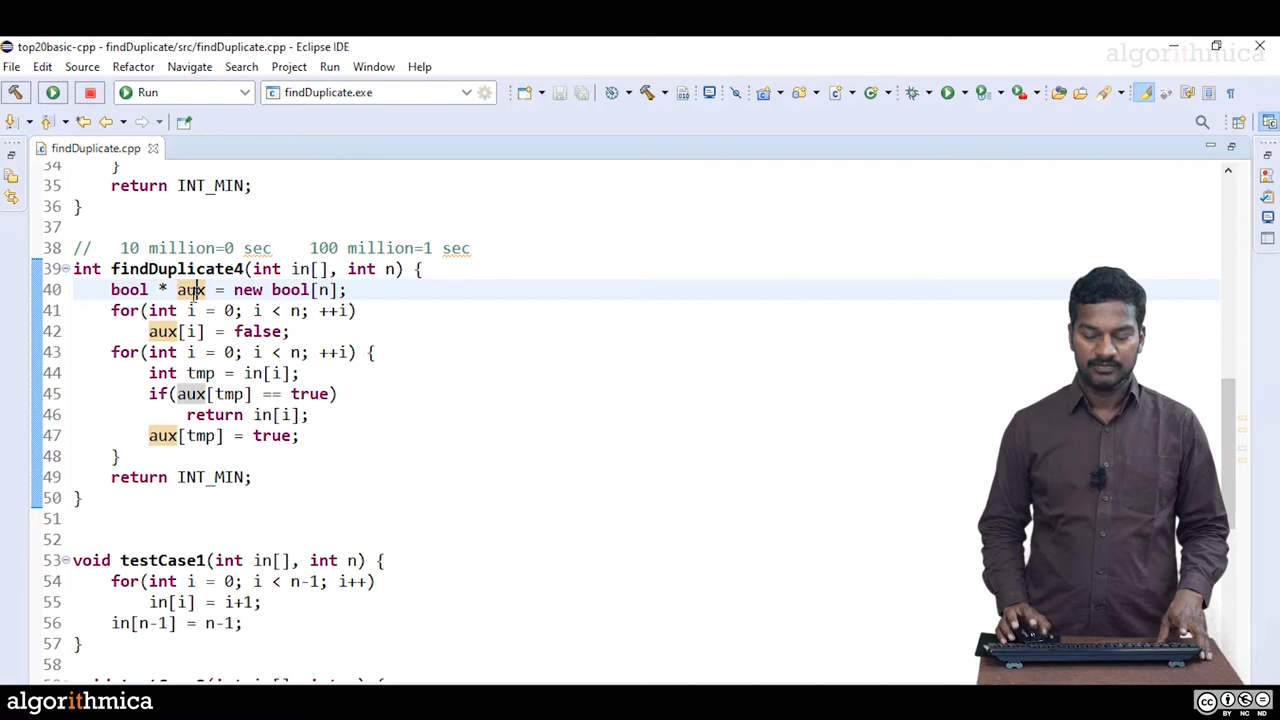 top20basic-cpp - findDuplicate/src/findDuplicate.cpp - Eclipse IDE
algorithmica
File Edit Source Refactor Navigate Search Project Run Window Help
Run
findDuplicate.exe
findDuplicate.cpp
34 }
35 return INT_MIN;
36 }
37
38 // 10 million=0 sec 100 million=1 sec
39 int findDuplicate4(int in[], int n) {
40 bool * aux = new bool[n];
41 for(int i = 0; i < n; ++i)
42 aux[i] = false;
43 for(int i = 0; i < n; ++i) {
44 int tmp = in[i];
45 if(aux[tmp] == true)
46 return in[i];
47 aux[tmp] = true;
48 }
49 return INT_MIN;
50 }
51
52
53 void testCase1(int in[], int n) {
54 for(int i = 0; i < n-1; i++)
55 in[i] = i+1;
56 in[n-1] = n-1;
57 }
58
algorithmica
cc
BY NC ND